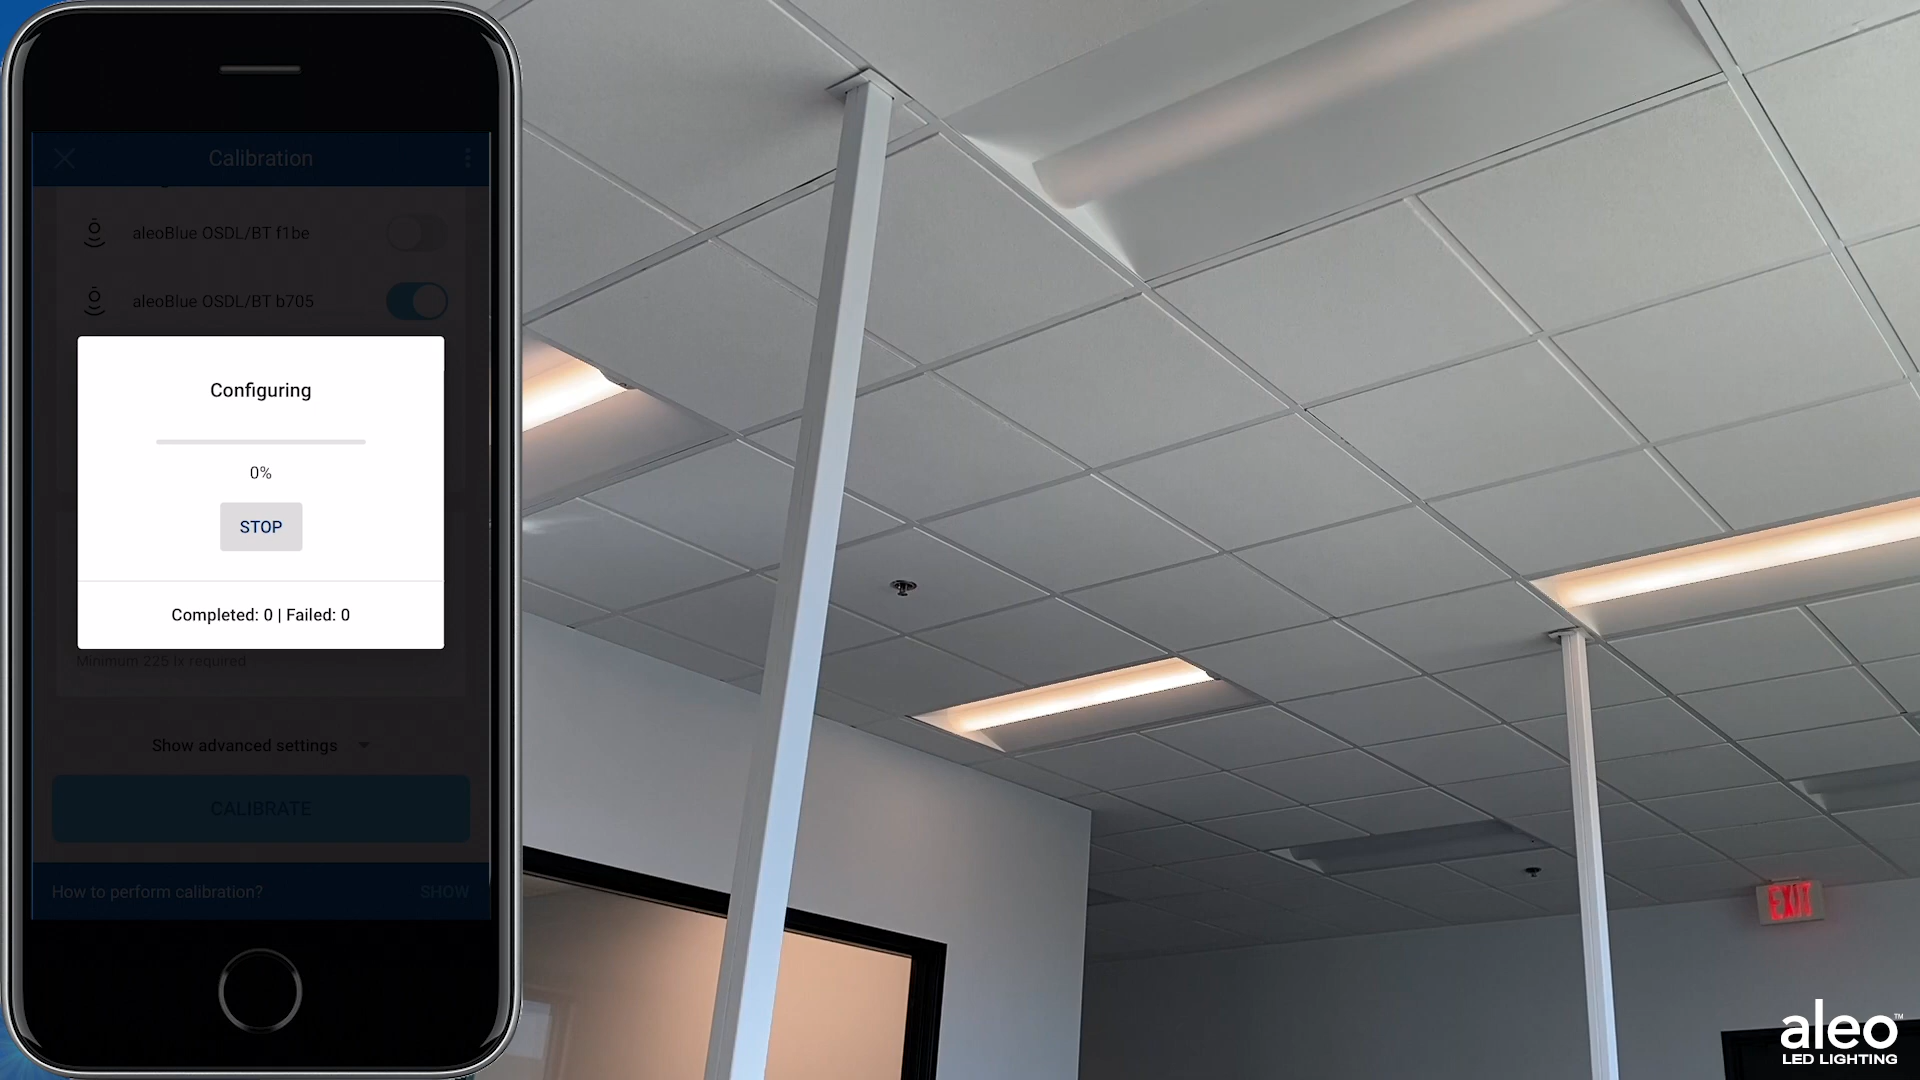 Calibration
aleoBlue OSDL/BT f1be
aleoBlue OSDL/BT b705
Configuring
0%
STOP
Completed: 0 | Failed: 0
Minimum 225 lx required
Show advanced settings
CALIBRATE
How to perform calibration? SHOW
EXIT
aleo™
LED LIGHTING